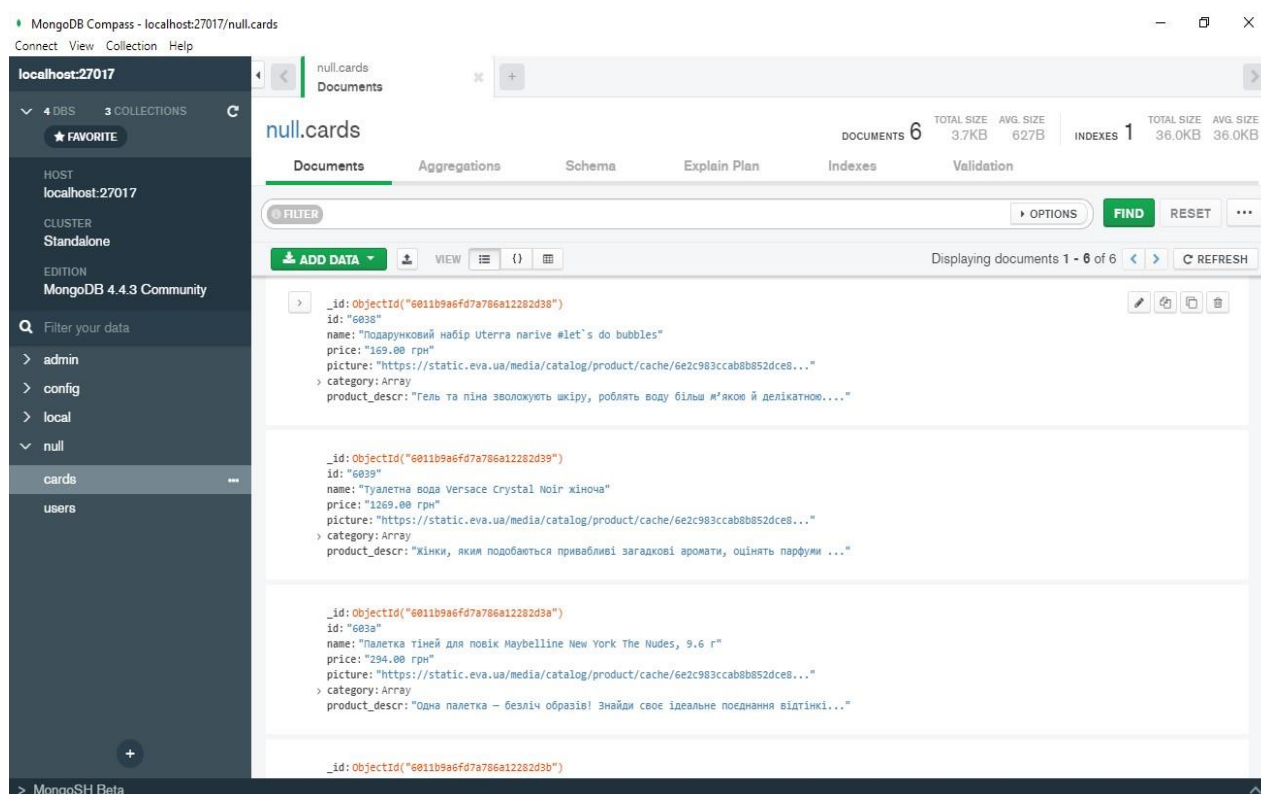 MongoDB Compass - localhost:27017/null.cards
Connect View Collection Help
localhost:27017
4 DBS 3 COLLECTIONS
FAVORITE
HOST
localhost:27017
CLUSTER
Standalone
EDITION
MongoDB 4.4.3 Community
Filter your data
admin
config
local
null
cards
users
null.cards
Documents
null.cards
DOCUMENTS 6 TOTAL SIZE 3.7KB AVG. SIZE 627B INDEXES 1 TOTAL SIZE 36.0KB AVG. SIZE 36.0KB
Documents Aggregations Schema Explain Plan Indexes Validation
FILTER OPTIONS FIND RESET ...
ADD DATA VIEW {} Displaying documents 1 - 6 of 6 REFRESH
_id: ObjectId("6011b9a6fd7a786a12282d38")
id: "6038"
name: "Подарунковий набір Uterra narive #let`s do bubbles"
price: "169.00 грн"
picture: "https://static.eva.ua/media/catalog/product/cache/6e2c983ccab8b852dce8..."
> category: Array
product_descr: "Гель та піна зволожують шкіру, роблять воду більш м’якою й делікатною...."
_id: ObjectId("6011b9a6fd7a786a12282d39")
id: "6039"
name: "Туалетна вода Versace Crystal Noir жіноча"
price: "1269.00 грн"
picture: "https://static.eva.ua/media/catalog/product/cache/6e2c983ccab8b852dce8..."
> category: Array
product_descr: "Жінки, яким подобаються привабливі загадкові аромати, оцінять парфуми ..."
_id: ObjectId("6011b9a6fd7a786a12282d3a")
id: "603a"
name: "Палетка тіней для повік Maybelline New York The Nudes, 9.6 г"
price: "294.00 грн"
picture: "https://static.eva.ua/media/catalog/product/cache/6e2c983ccab8b852dce8..."
> category: Array
product_descr: "Одна палетка — безліч образів! Знайди своє ідеальне поєднання відтінкі..."
_id: ObjectId("6011b9a6fd7a786a12282d3b")
> MongoSH Beta